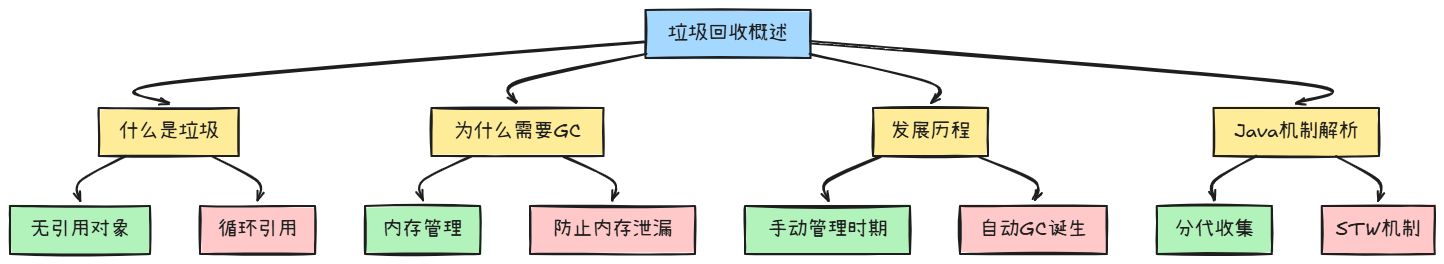 垃圾回收概述
什么是垃圾
为什么需要GC
发展历程
Java机制解析
无引用对象
循环引用
内存管理
防止内存泄漏
手动管理时期
自动GC诞生
分代收集
STW机制